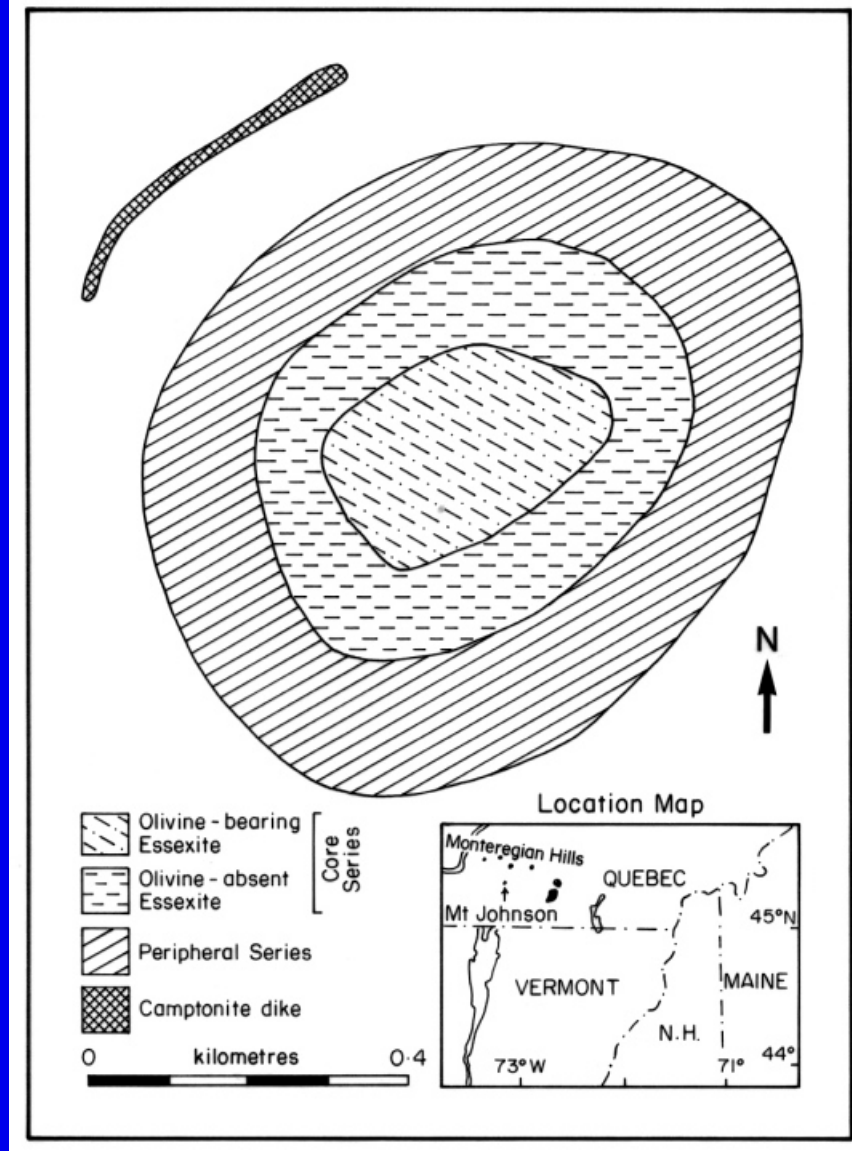 N
Olivine-bearing
Essexite
Olivine-absent
Essexite
Core
Series
Peripheral Series
Camptonite dike
0 kilometres 0·4
Location Map
Monteregian Hills
QUEBEC
Mt Johnson
45°N
VERMONT
MAINE
N.H.
73°W
71°
44°